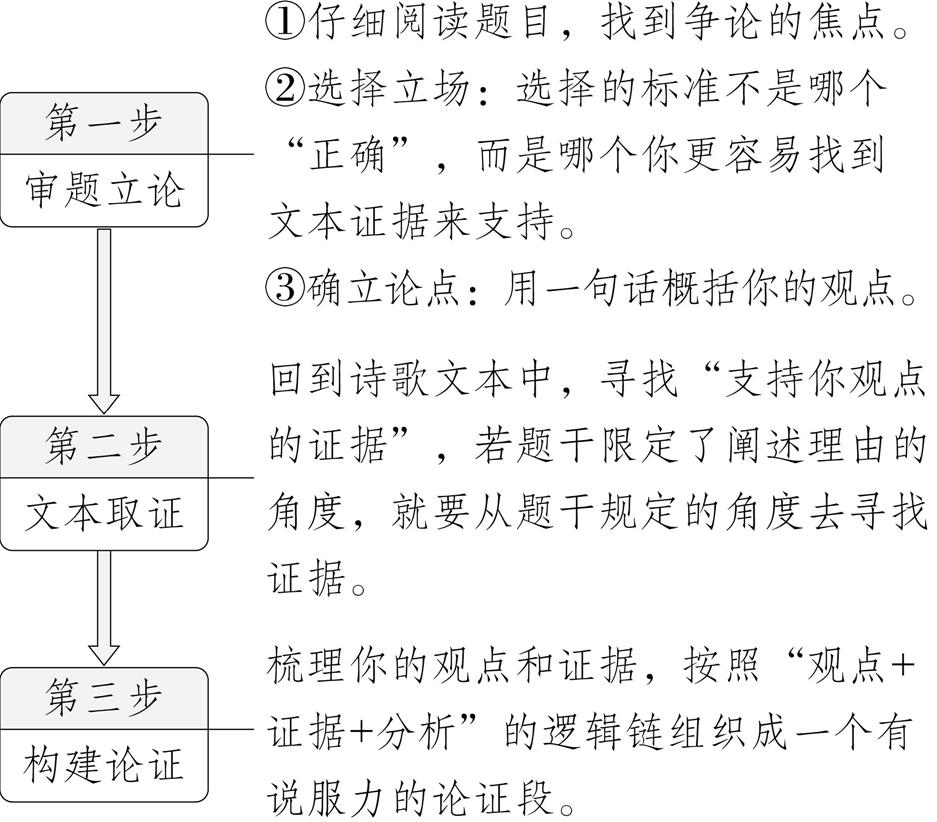 ①仔细阅读题目，找到争论的焦点。
第一步
审题立论
②选择立场：选择的标准不是哪个
“正确”，而是哪个你更容易找到
文本证据来支持。
③确立论点：用一句话概括你的观点。
第二步
文本取证
回到诗歌文本中，寻找“支持你观点
的证据”，若题干限定了阐述理由的
角度，就要从题干规定的角度去寻找
证据。
第三步
构建论证
梳理你的观点和证据，按照“观点+
证据+分析”的逻辑链组织成一个有
说服力的论证段。